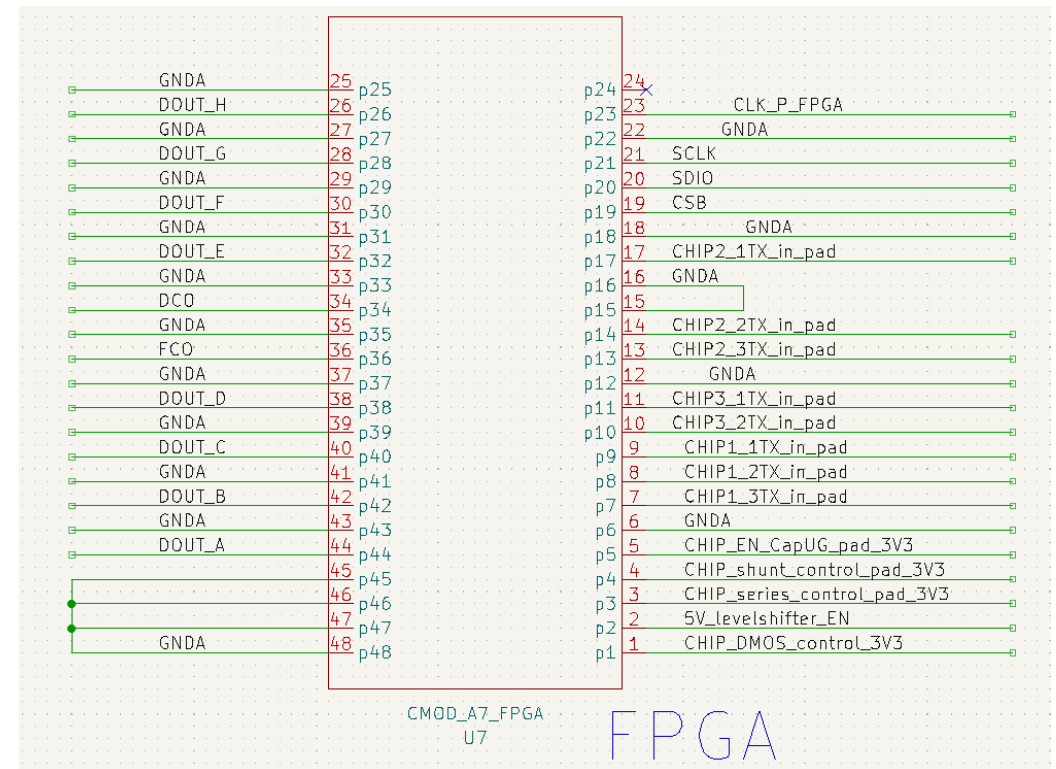 GNDA 25 p25 p24 24
DOUT_H 26 p26 p23 23 CLK_P_FPGA
GNDA 27 p27 p22 22 GNDA
DOUT_G 28 p28 p21 21 SCLK
GNDA 29 p29 p20 20 SDIO
DOUT_F 30 p30 p19 19 CSB
GNDA 31 p31 p18 18 GNDA
DOUT_E 32 p32 p17 17 CHIP2_1TX_in_pad
GNDA 33 p33 p16 16 GNDA
DCO 34 p34 p15 15
GNDA 35 p35 p14 14 CHIP2_2TX_in_pad
FCO 36 p36 p13 13 CHIP2_3TX_in_pad
GNDA 37 p37 p12 12 GNDA
DOUT_D 38 p38 p11 11 CHIP3_1TX_in_pad
GNDA 39 p39 p10 10 CHIP3_2TX_in_pad
DOUT_C 40 p40 p9 9 CHIP1_1TX_in_pad
GNDA 41 p41 p8 8 CHIP1_2TX_in_pad
DOUT_B 42 p42 p7 7 CHIP1_3TX_in_pad
GNDA 43 p43 p6 6 GNDA
DOUT_A 44 p44 p5 5 CHIP_EN_CapUG_pad_3V3
45 p45 p4 4 CHIP_shunt_control_pad_3V3
46 p46 p3 3 CHIP_series_control_pad_3V3
47 p47 p2 2 5V_levelshifter_EN
GNDA 48 p48 p1 1 CHIP_DMOS_control_3V3
CMOD_A7_FPGA
U7
FPGA